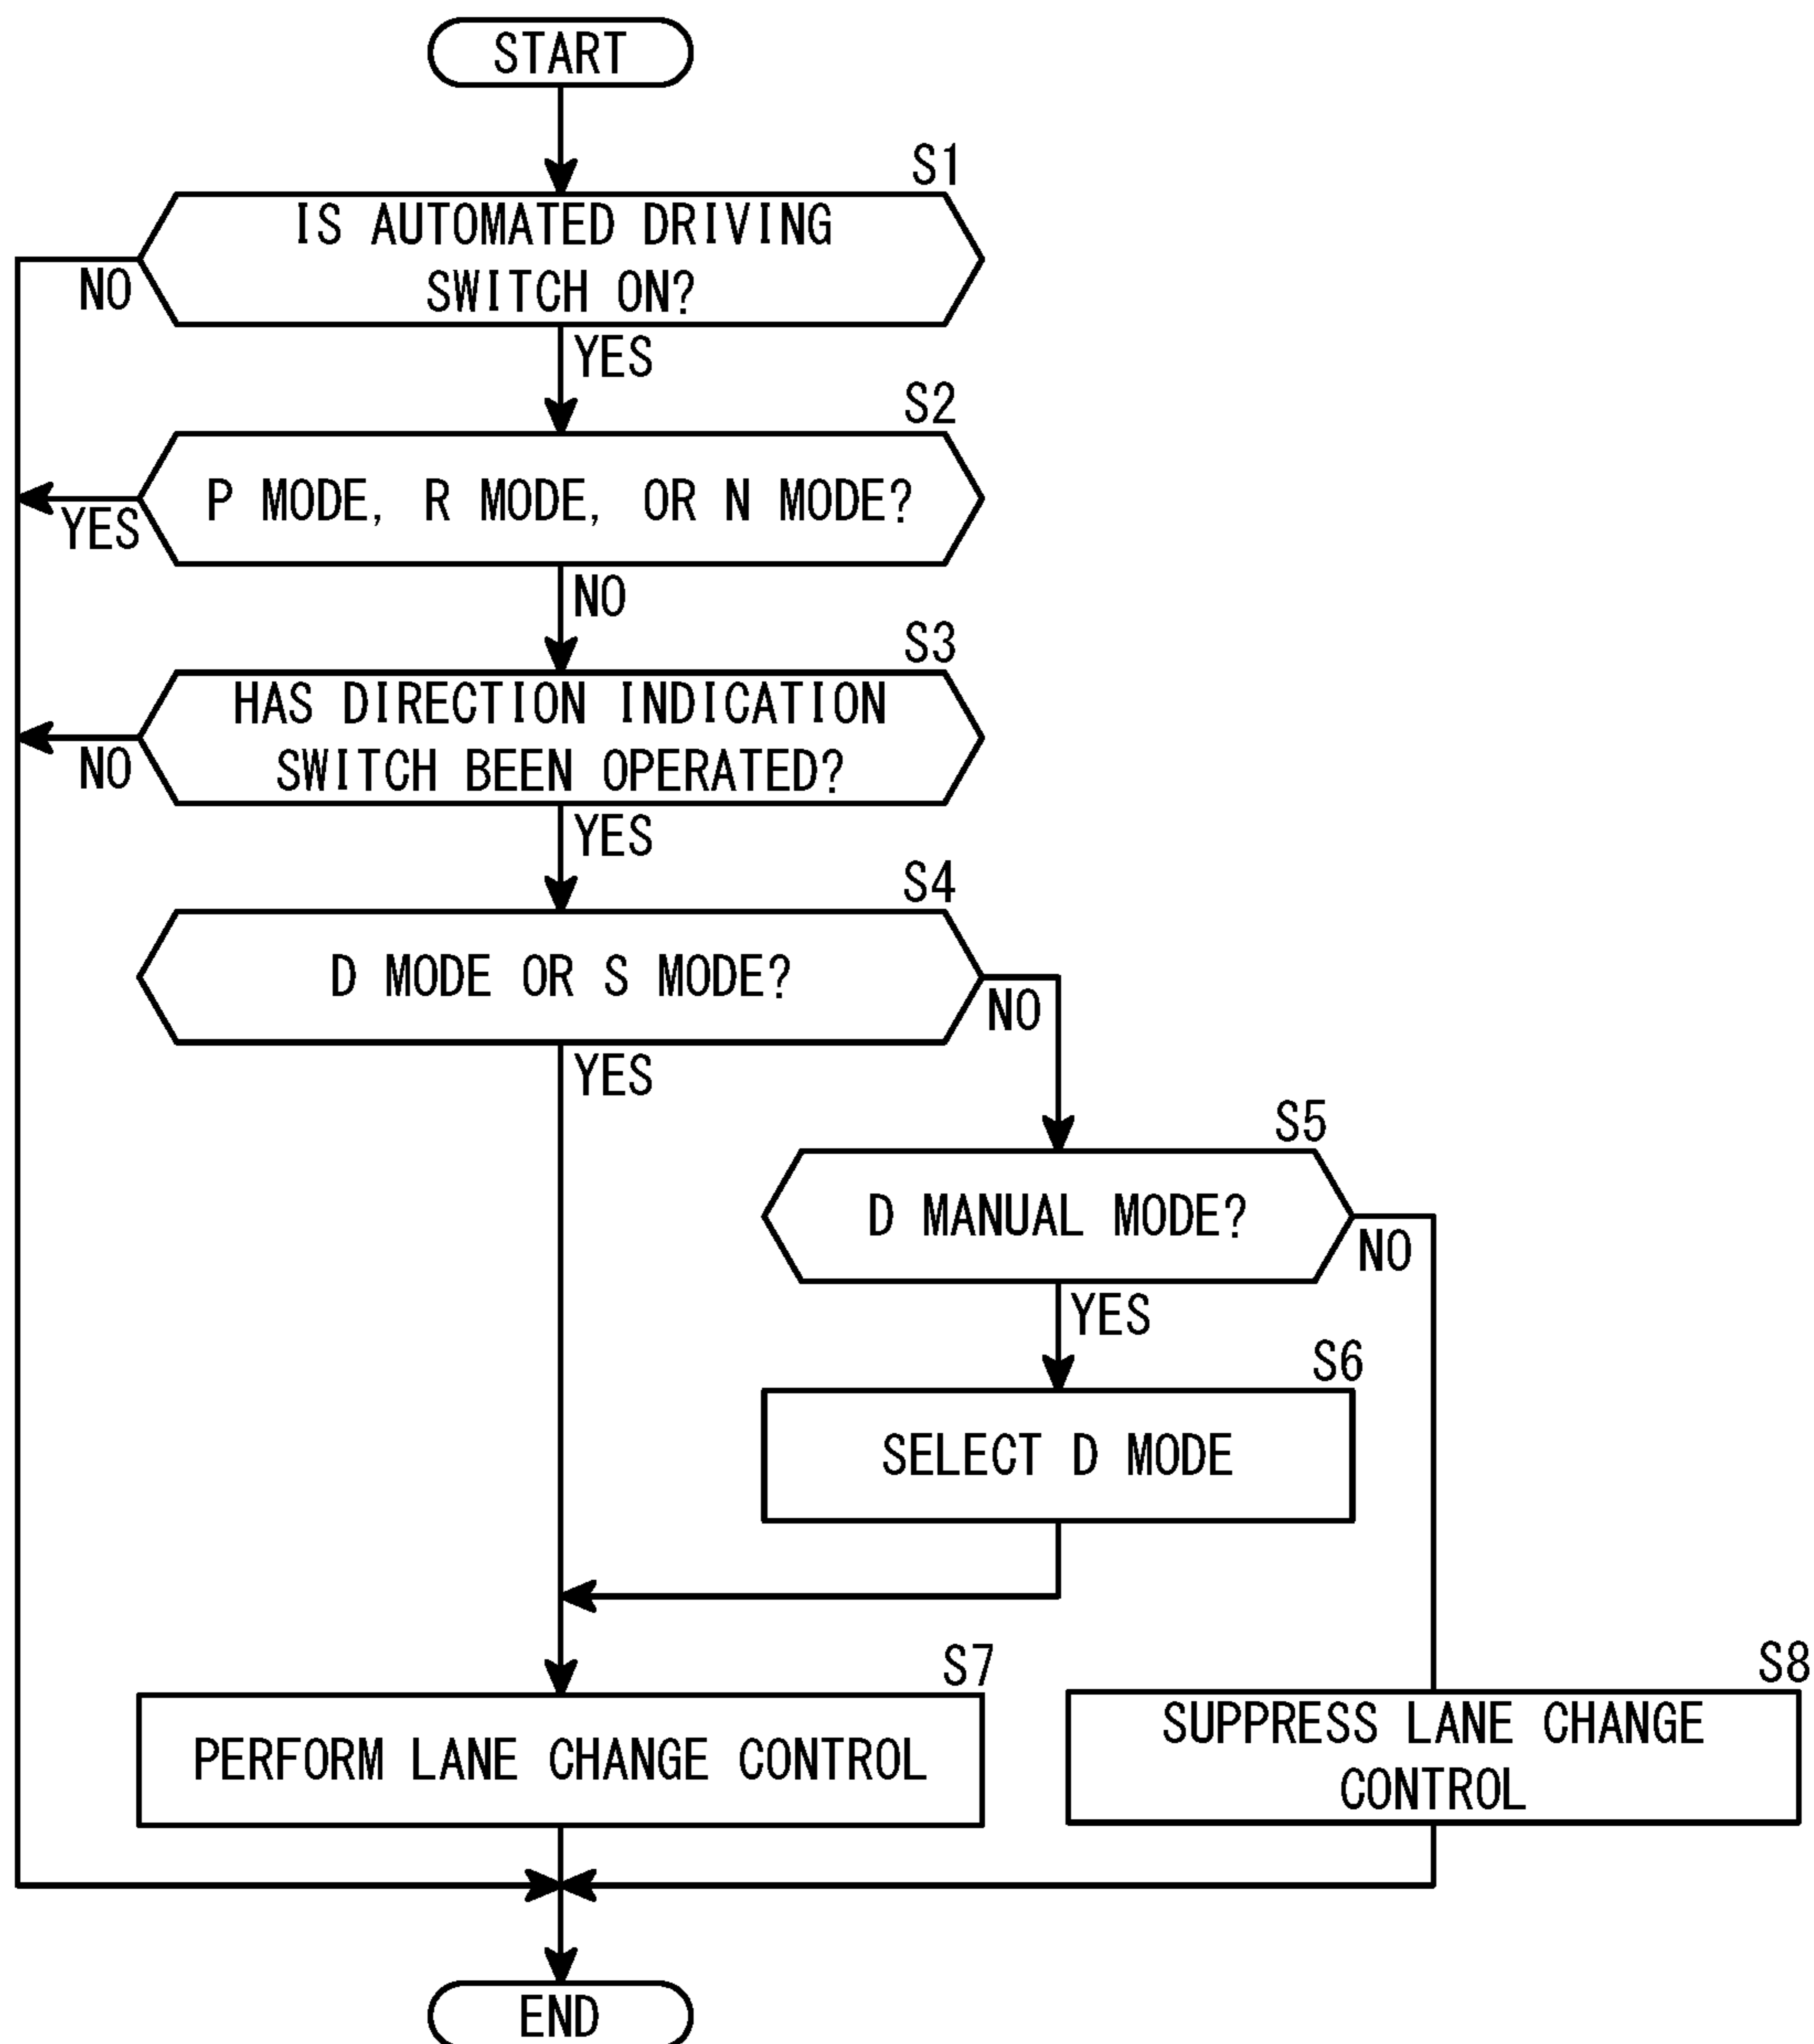 START
S1
IS AUTOMATED DRIVING
SWITCH ON?
NO
YES
S2
P MODE, R MODE, OR N MODE?
YES
NO
S3
HAS DIRECTION INDICATION
SWITCH BEEN OPERATED?
NO
YES
S4
D MODE OR S MODE?
NO
YES
S5
D MANUAL MODE?
NO
YES
S6
SELECT D MODE
S7
PERFORM LANE CHANGE CONTROL
S8
SUPPRESS LANE CHANGE
CONTROL
END